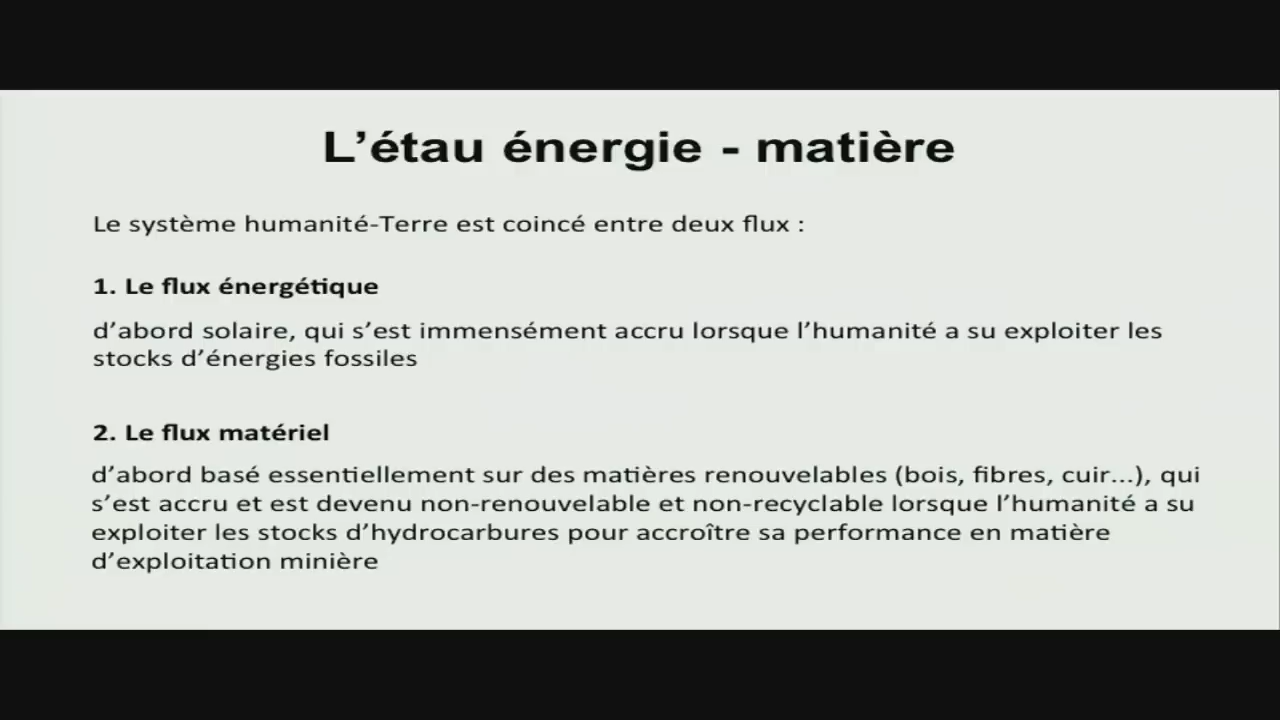 L’étau énergie - matière
Le système humanité-Terre est coincé entre deux flux :
1. Le flux énergétique
d’abord solaire, qui s’est immensément accru lorsque l’humanité a su exploiter les
stocks d’énergies fossiles
2. Le flux matériel
d’abord basé essentiellement sur des matières renouvelables (bois, fibres, cuir...), qui
s’est accru et est devenu non-renouvelable et non-recyclable lorsque l’humanité a su
exploiter les stocks d’hydrocarbures pour accroître sa performance en matière
d’exploitation minière